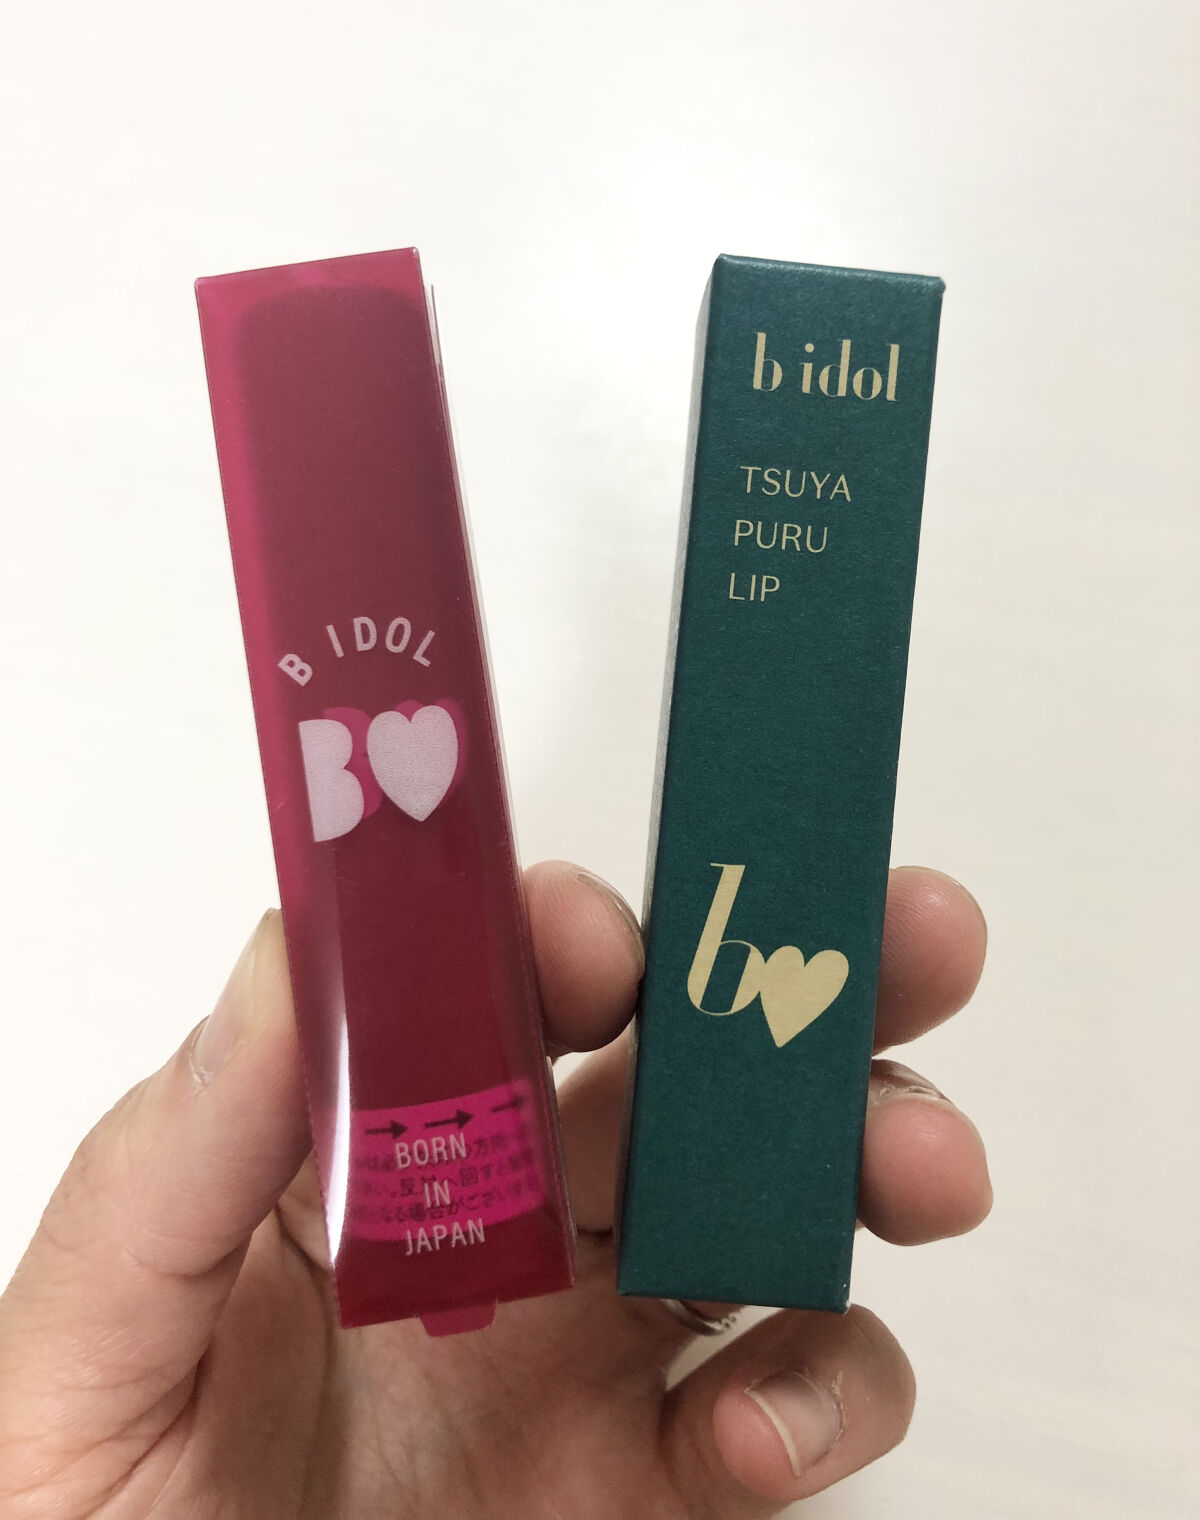 B IDOL
B
BORN
IN
JAPAN
b idol
TSUYA
PURU
LIP
b